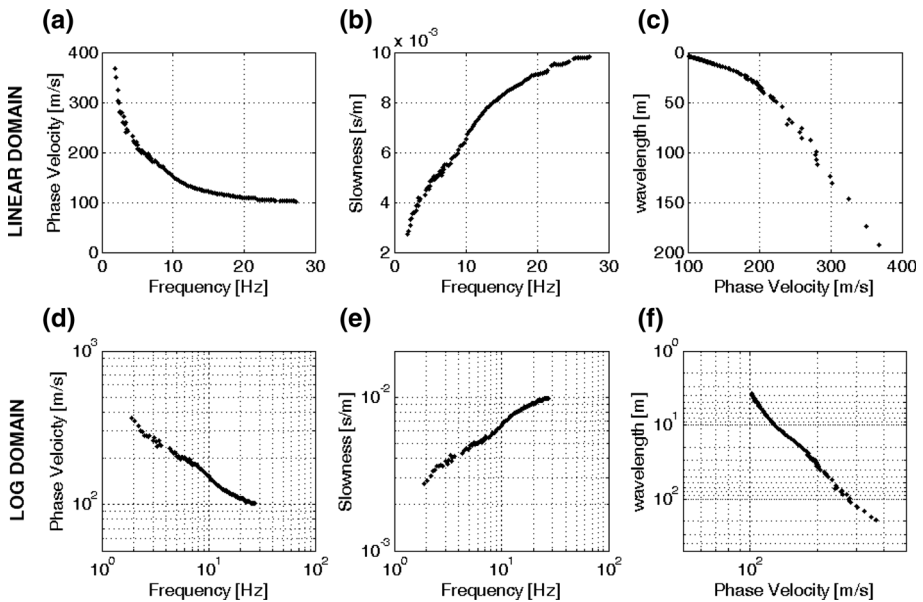 (a) (b) (c)
LINEAR DOMAIN
Phase Velocity [m/s]
400
300
200
100
0
0 10 20 30
Frequency [Hz]
x 10⁻³
Slowness [s/m]
10
8
6
4
2
0 10 20 30
Frequency [Hz]
wavelength [m]
0
50
100
150
200
100 200 300 400
Phase Velocity [m/s]
(d) (e) (f)
LOG DOMAIN
Phase Veloicty [m/s]
10³
10²
10⁰ 10¹ 10²
Frequency [Hz]
Slowness [s/m]
10⁻²
10⁻³
10⁰ 10¹ 10²
Frequency [Hz]
wavelength [m]
10⁰
10¹
10²
10²
Phase Velocity [m/s]